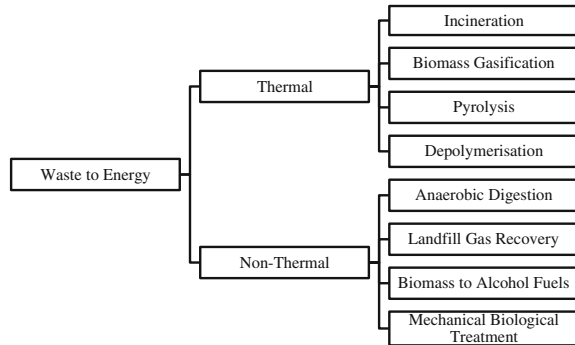 Incineration
Biomass Gasification
Thermal
Pyrolysis
Depolymerisation
Waste to Energy
Anaerobic Digestion
Landfill Gas Recovery
Non-Thermal
Biomass to Alcohol Fuels
Mechanical Biological
Treatment